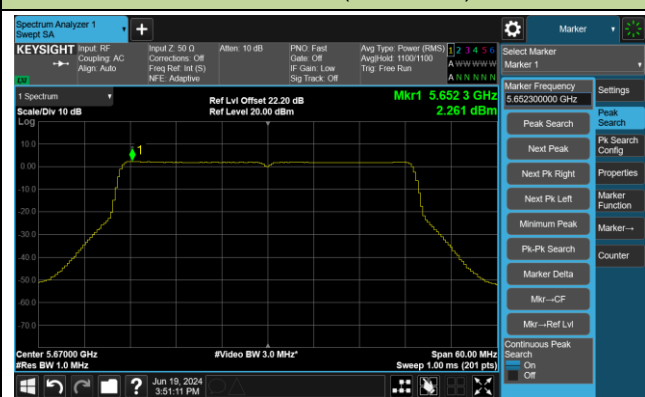 Spectrum Analyzer 1
Swept SA
Marker
KEYSIGHT
Input: RF
Coupling: AC
Align: Auto
Input Z: 50 Ω
Corrections: Off
Freq Ref: Int (S)
NFE: Adaptive
Atten: 10 dB
PNO: Fast
Gate: Off
IF Gain: Low
Sig Track: Off
Avg Type: Power (RMS)
Avg|Hold: 1100/1100
Trig: Free Run
1 2 3 4 5 6
A W W W W W
A N N N N N
Select Marker
Marker 1
1 Spectrum
Scale/Div 10 dB
Log
Ref Lvl Offset 22.20 dB
Ref Level 20.00 dBm
Mkr1 5.652 3 GHz
2.261 dBm
1
10.0
0.00
-10.0
-20.0
-30.0
-40.0
-50.0
-60.0
-70.0
Center 5.67000 GHz
#Res BW 1.0 MHz
#Video BW 3.0 MHz*
Span 60.00 MHz
Sweep 1.00 ms (201 pts)
Marker Frequency
5.652300000 GHz
Peak Search
Next Peak
Next Pk Right
Next Pk Left
Minimum Peak
Pk-Pk Search
Marker Delta
Mkr→CF
Mkr→Ref Lvl
Continuous Peak
Search
On
Off
Settings
Peak
Search
Pk Search
Config
Properties
Marker
Function
Marker→
Counter
?
Jun 19, 2024
3:51:11 PM